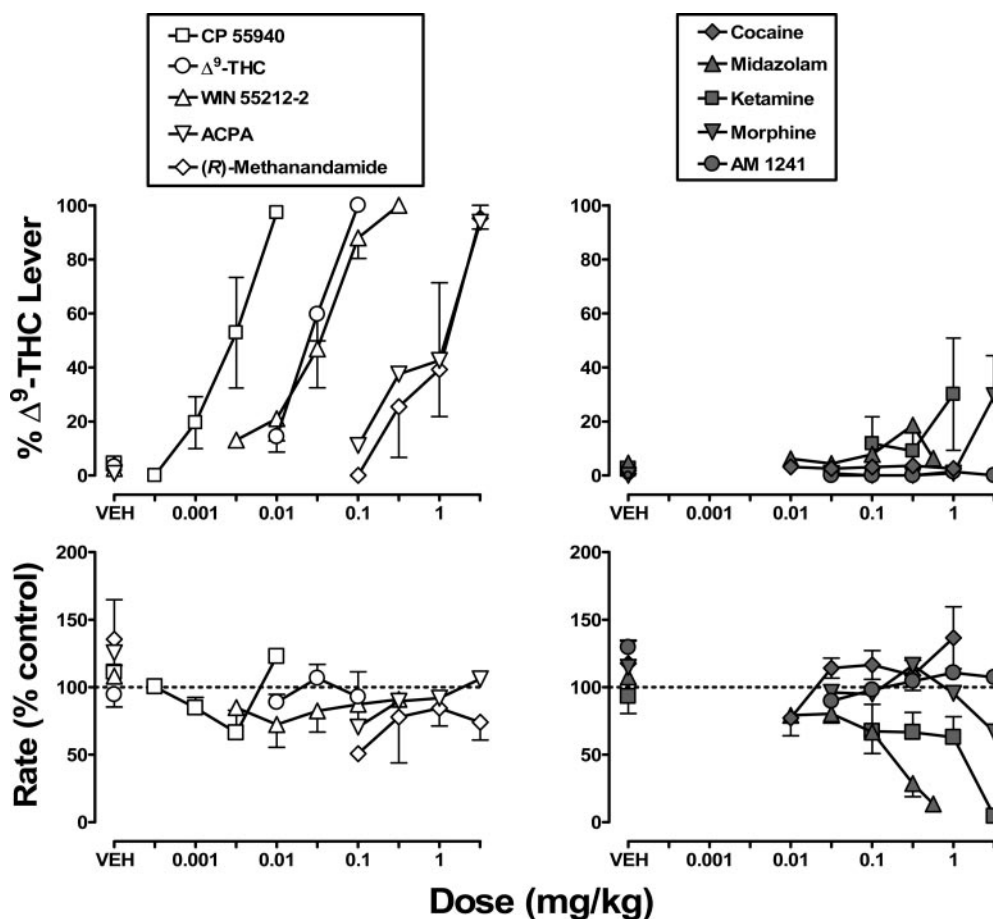 CP 55940
Δ⁹-THC
WIN 55212-2
ACPA
(R)-Methanandamide
Cocaine
Midazolam
Ketamine
Morphine
AM 1241
% Δ⁹-THC Lever
100
80
60
40
20
0
VEH 0.001 0.01 0.1 1
100
80
60
40
20
0
VEH 0.001 0.01 0.1 1
Rate (% control)
200
150
100
50
0
VEH 0.001 0.01 0.1 1
200
150
100
50
0
VEH 0.001 0.01 0.1 1
Dose (mg/kg)